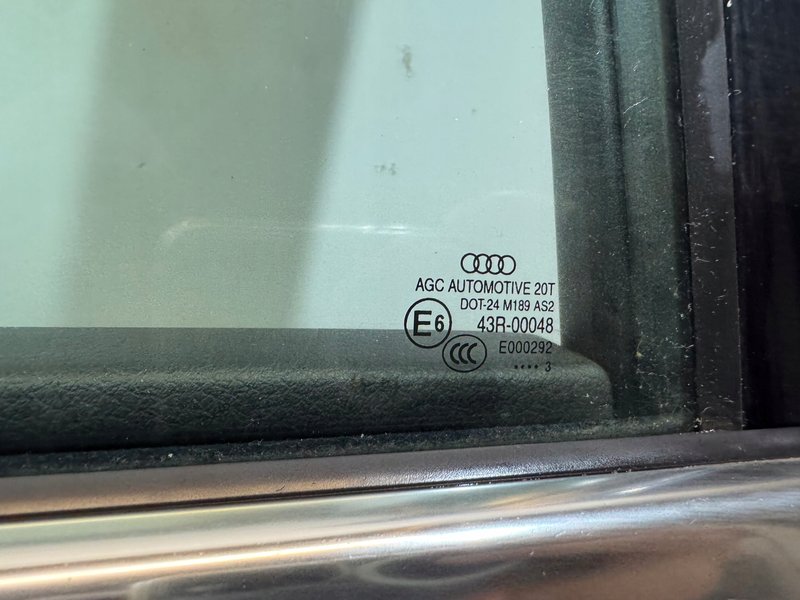 AGC AUTOMOTIVE 20T
DOT-24 M189 AS2
E6 43R-00048
CCC E000292
•••• 3